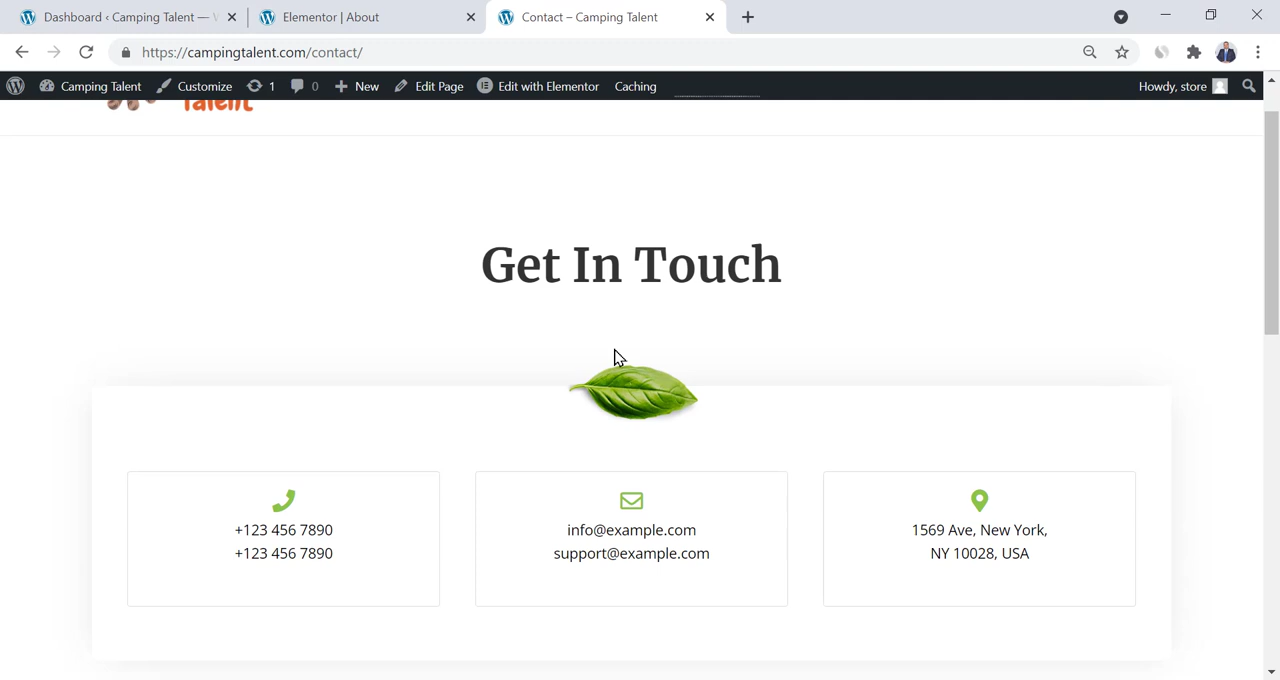 Dashboard ‹ Camping Talent —
Elementor | About
Contact – Camping Talent
https://campingtalent.com/contact/
Camping Talent
Customize
1
0
New
Edit Page
Edit with Elementor
Caching
Howdy, store
Talent
Get In Touch
+123 456 7890
+123 456 7890
info@example.com
support@example.com
1569 Ave, New York,
NY 10028, USA